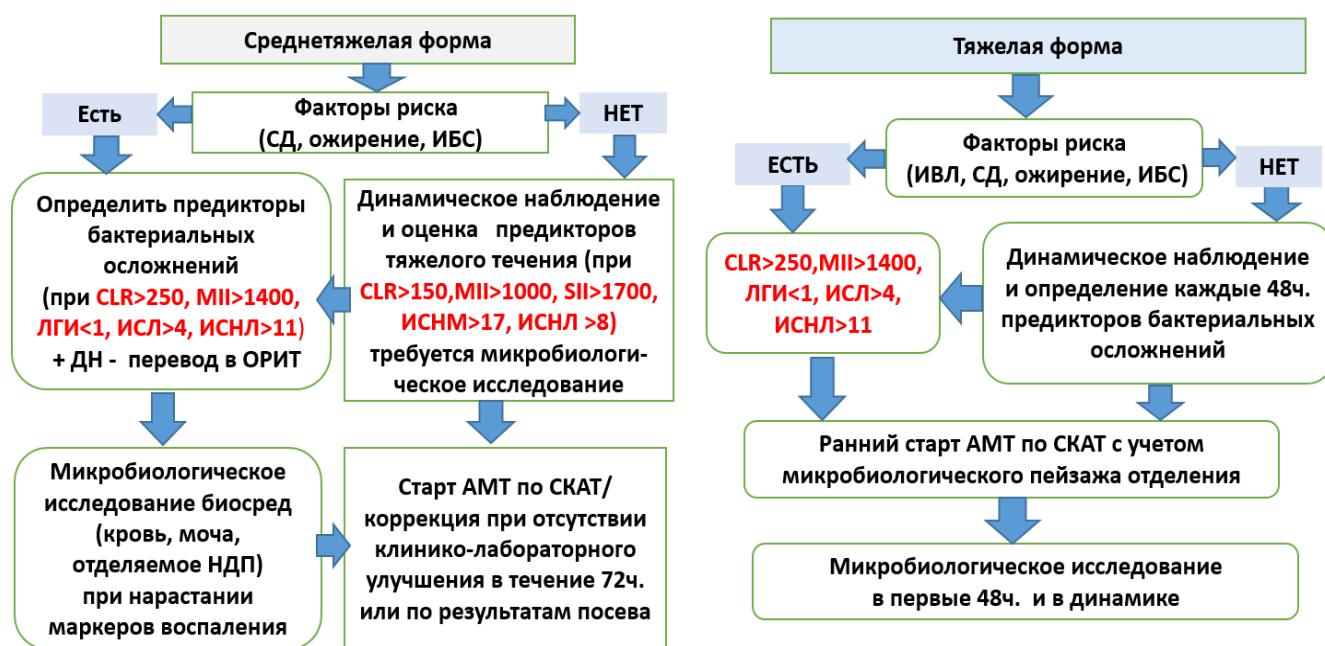 Среднетяжелая форма
Есть
Факторы риска
(СД, ожирение, ИБС)
НЕТ
Определить предикторы
бактериальных
осложнений
(при CLR>250, MII>1400,
ЛГИ<1, ИСЛ>4, ИСНЛ>11)
+ ДН - перевод в ОРИТ
Динамическое наблюдение
и оценка предикторов
тяжелого течения (при
CLR>150,MII>1000, SII>1700,
ИСНМ>17, ИСНЛ >8)
требуется микробиологи-
ческое исследование
Микробиологическое
исследование биосред
(кровь, моча,
отделяемое НДП)
при нарастании
маркеров воспаления
Старт АМТ по СКАТ/
коррекция при отсутствии
клинико-лабораторного
улучшения в течение 72ч.
или по результатам посева
Тяжелая форма
Факторы риска
(ИВЛ, СД, ожирение, ИБС)
ЕСТЬ
НЕТ
CLR>250,MII>1400,
ЛГИ<1, ИСЛ>4,
ИСНЛ>11
Динамическое наблюдение
и определение каждые 48ч.
предикторов бактериальных
осложнений
Ранний старт АМТ по СКАТ с учетом
микробиологического пейзажа отделения
Микробиологическое исследование
в первые 48ч. и в динамике